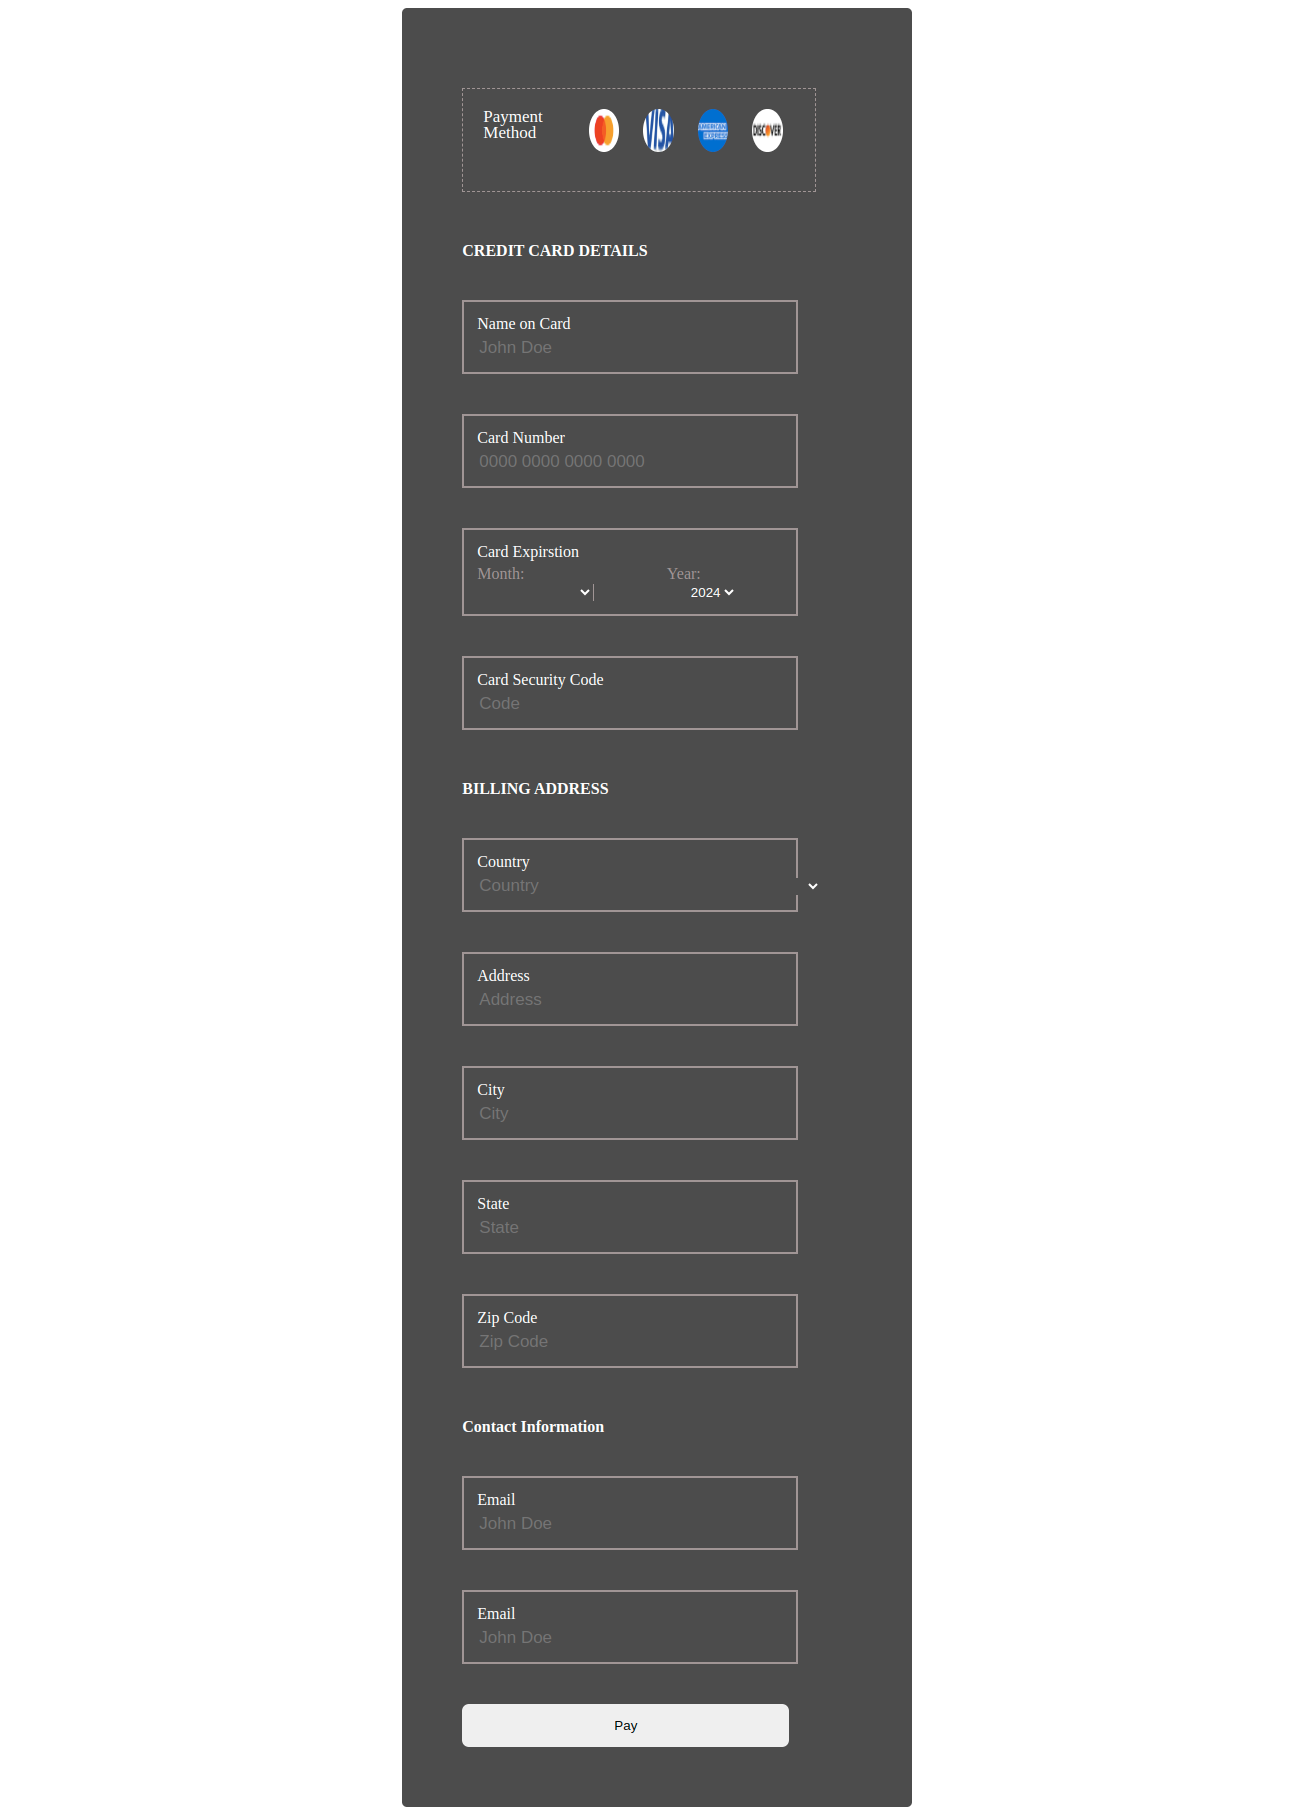 Payment
Method
VISA
AMERICAN
EXPRESS
DISCOVER
CREDIT CARD DETAILS
Name on Card
John Doe
Card Number
0000 0000 0000 0000
Card Expirstion
Month: Year:
2024
Card Security Code
Code
BILLING ADDRESS
Country
Country
Address
Address
City
City
State
State
Zip Code
Zip Code
Contact Information
Email
John Doe
Email
John Doe
Pay